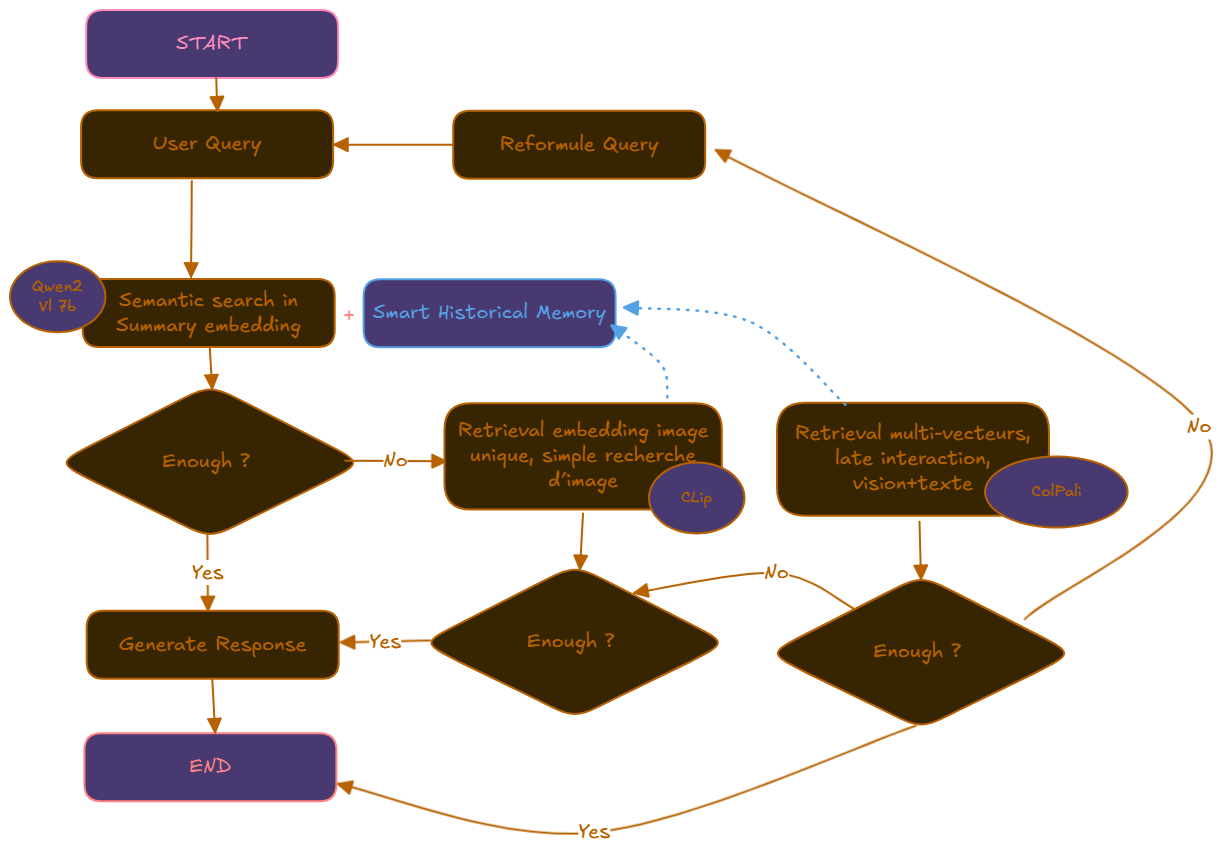 START
User Query
Reformule Query
Qwen2
Vl 7b
Semantic search in
Summary embedding
+
Smart Historical Memory
Enough ?
No
Retrieval embedding image
unique, simple recherche
d'image
CLip
Retrieval multi-vecteurs,
late interaction,
vision+texte
ColPali
No
Yes
No
Generate Response
Yes
Enough ?
Enough ?
END
Yes